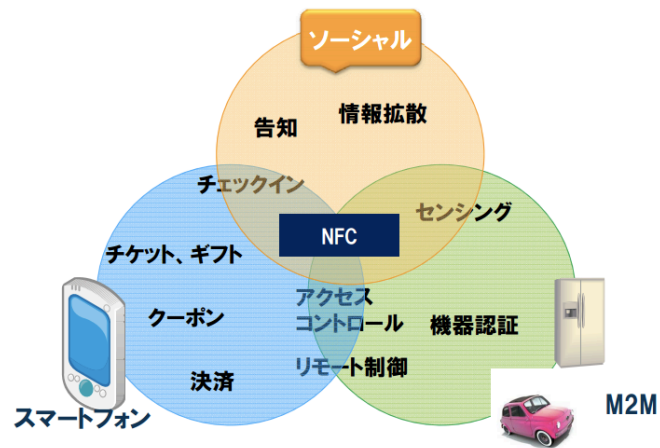 ソーシャル
告知
情報拡散
チェックイン
センシング
NFC
チケット、ギフト
アクセス
コントロール
クーポン
機器認証
リモート制御
決済
スマートフォン
M2M